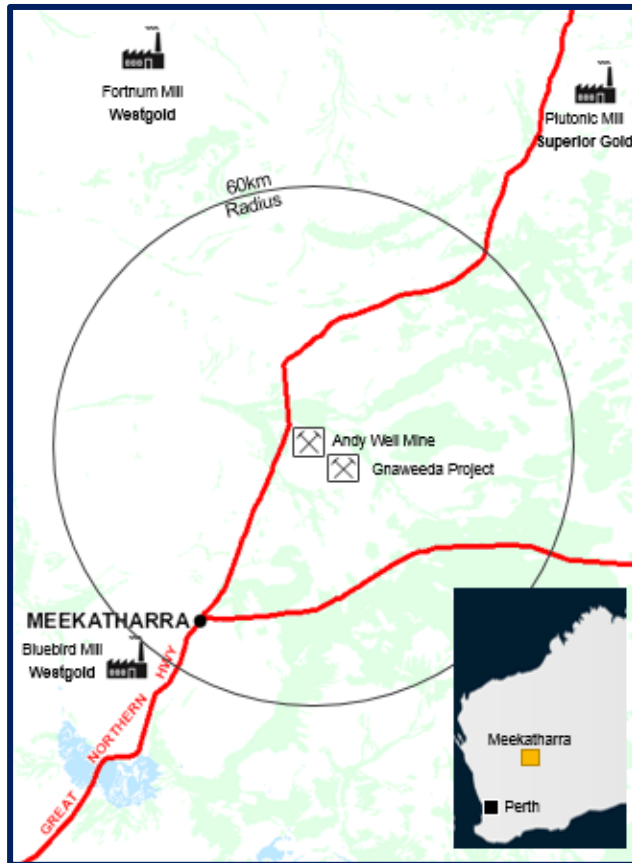 Fortnum Mill
Westgold
Plutonic Mill
Superior Gold
60km
Radius
Andy Well Mine
Gnaweeda Project
MEEKATHARRA
Bluebird Mill
Westgold
GREAT NORTHERN HWY
Meekatharra
Perth